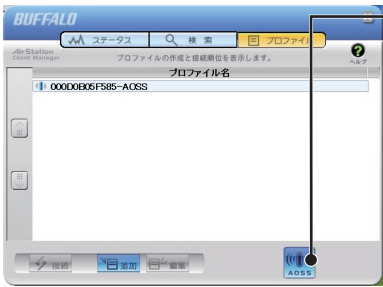 BUFFALO
ステータス 検 索 プロファイル
AirStation
Client Manager
プロファイルの作成と接続順位を表示します。
ヘルプ
プロファイル名
000D0B05F585-AOSS
接続 追加 編集
AOSS